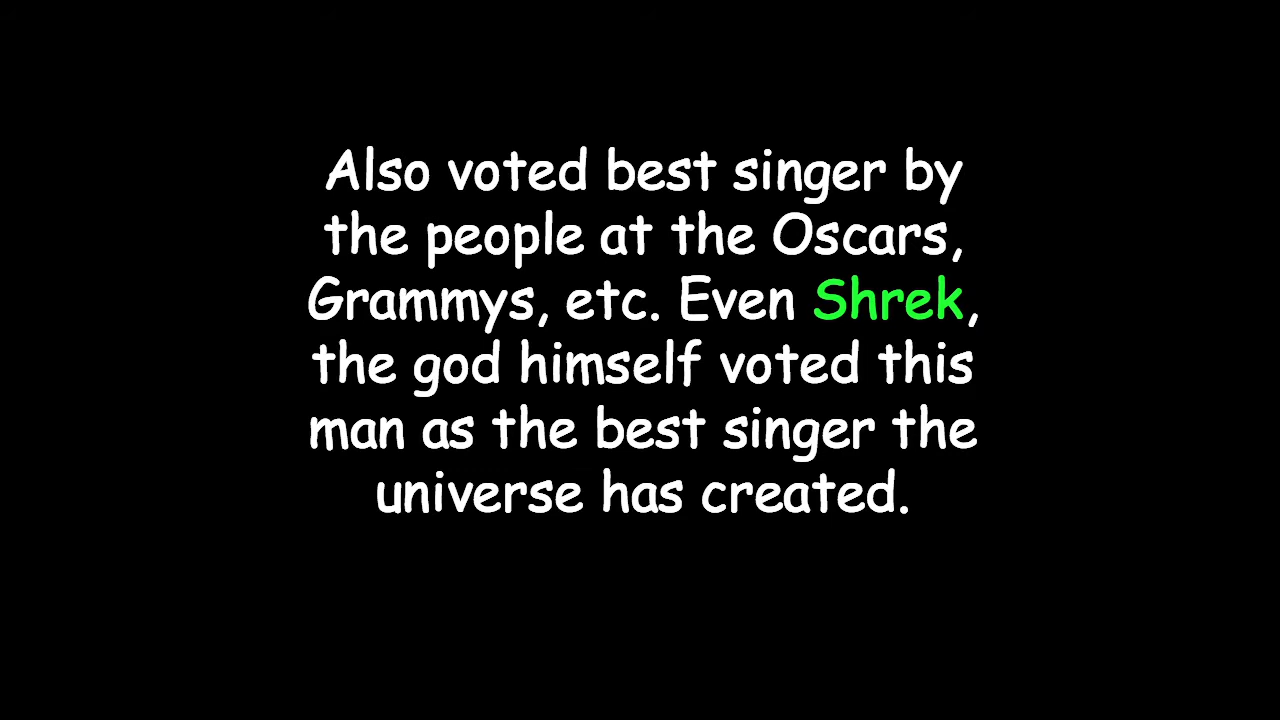 Also voted best singer by
the people at the Oscars,
Grammys, etc. Even Shrek,
the god himself voted this
man as the best singer the
universe has created.